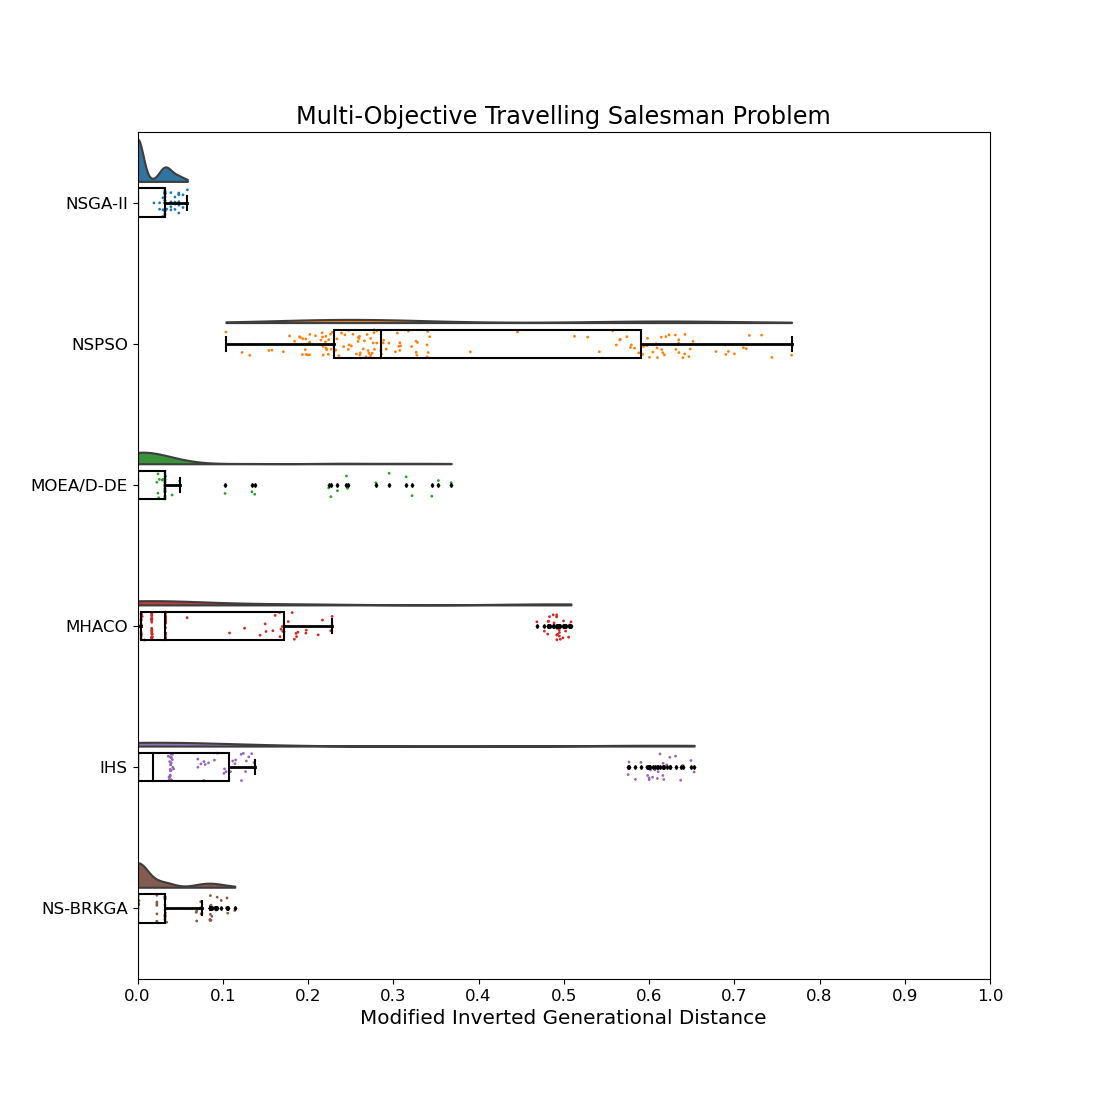 Multi-Objective Travelling Salesman Problem
NSGA-II
NSPSO
MOEA/D-DE
MHACO
IHS
NS-BRKGA
0.0 0.1 0.2 0.3 0.4 0.5 0.6 0.7 0.8 0.9 1.0
Modified Inverted Generational Distance